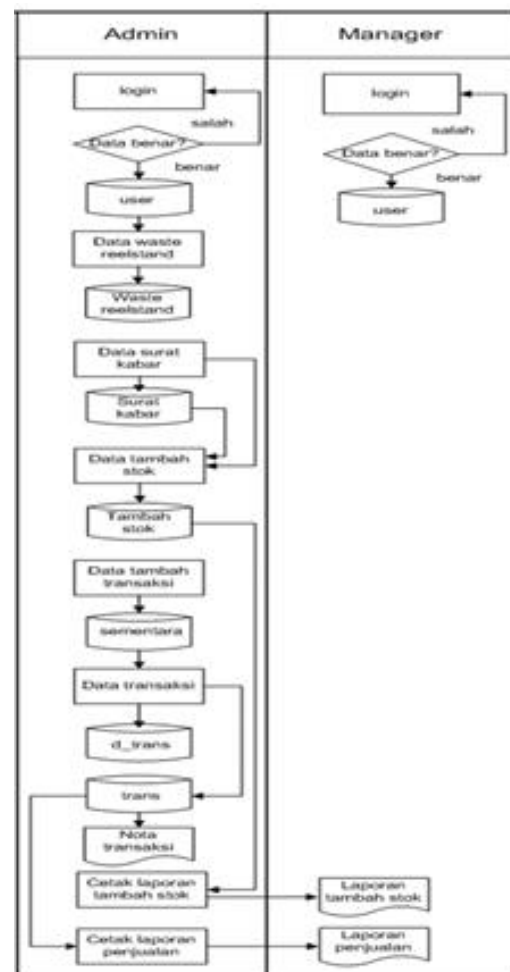 Admin
Manager
login
salah
Data benar?
benar
user
Data waste
reelstand
Waste
reelstand
Data surat
kabar
Surat
kabar
Data tambah
stok
Tambah
stok
Data tambah
transaksi
sementara
Data transaksi
d_trans
trans
Nota
transaksi
Cetak laporan
tambah stok
Cetak laporan
penjualan
login
salah
Data benar?
benar
user
Laporan
tambah stok
Laporan
penjualan